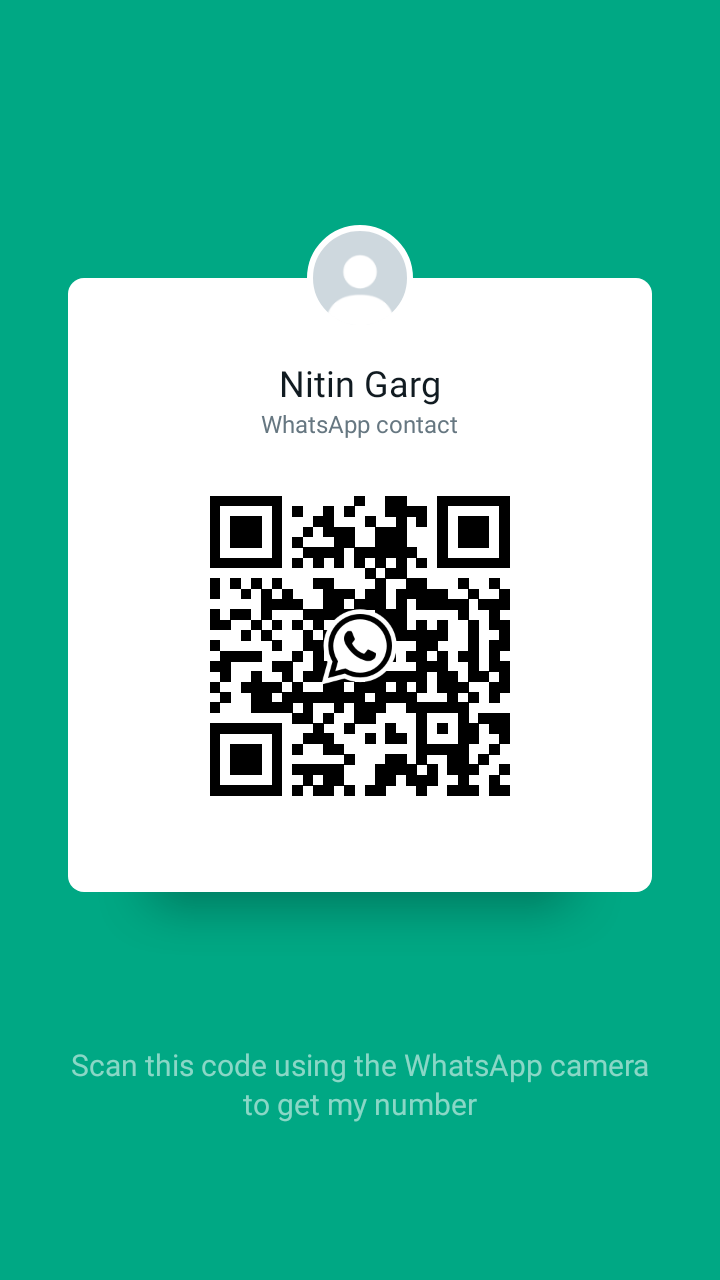 Nitin Garg
WhatsApp contact
Scan this code using the WhatsApp camera
to get my number